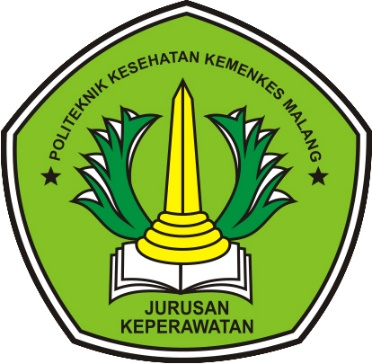 POLITEKNIK KESEHATAN KEMENKES MALANG
JURUSAN
KEPERAWATAN